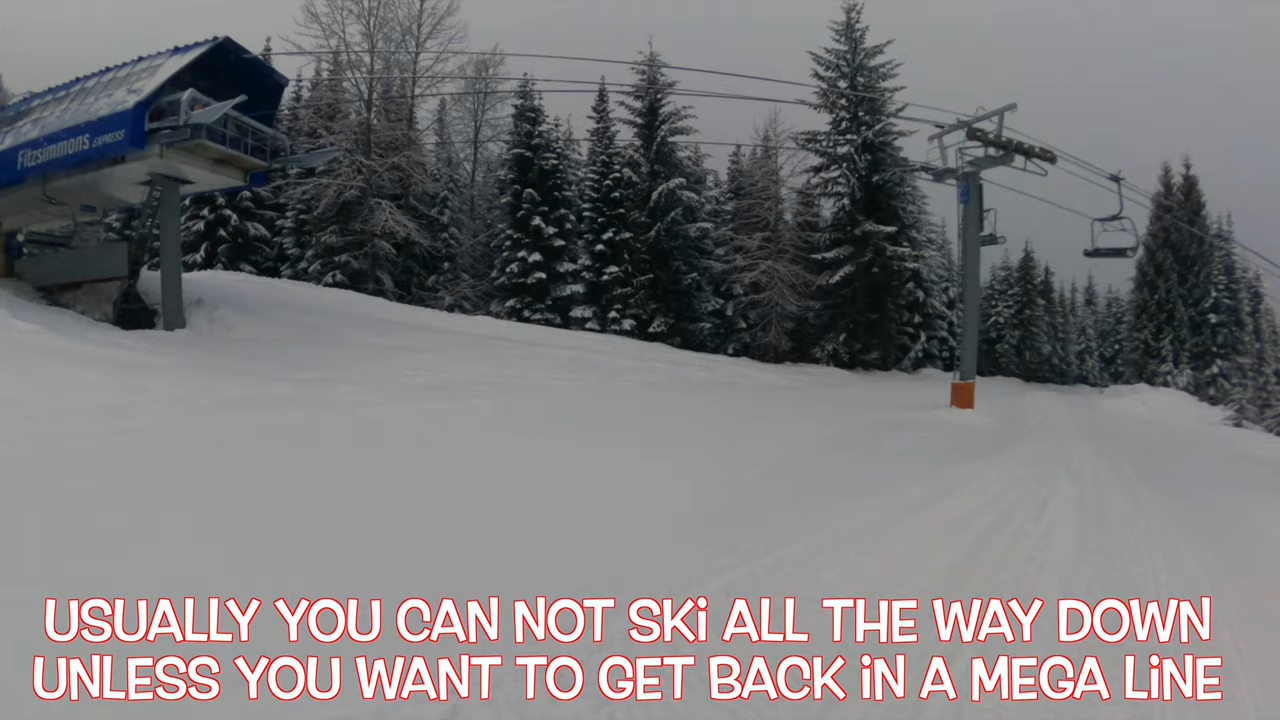 Fitzsimmons EXPRESS
USUALLY YOU CAN NOT SKi ALL THE WAY DOWN
UNLESS YOU WANT TO GET BACK iN A MEGA LiNE